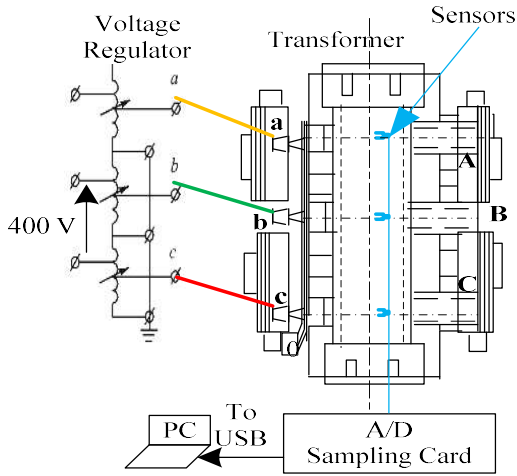 Voltage
Regulator
Transformer
Sensors
a
a
A
b
b
B
400 V
c
c
C
0
PC
To
USB
A/D
Sampling Card